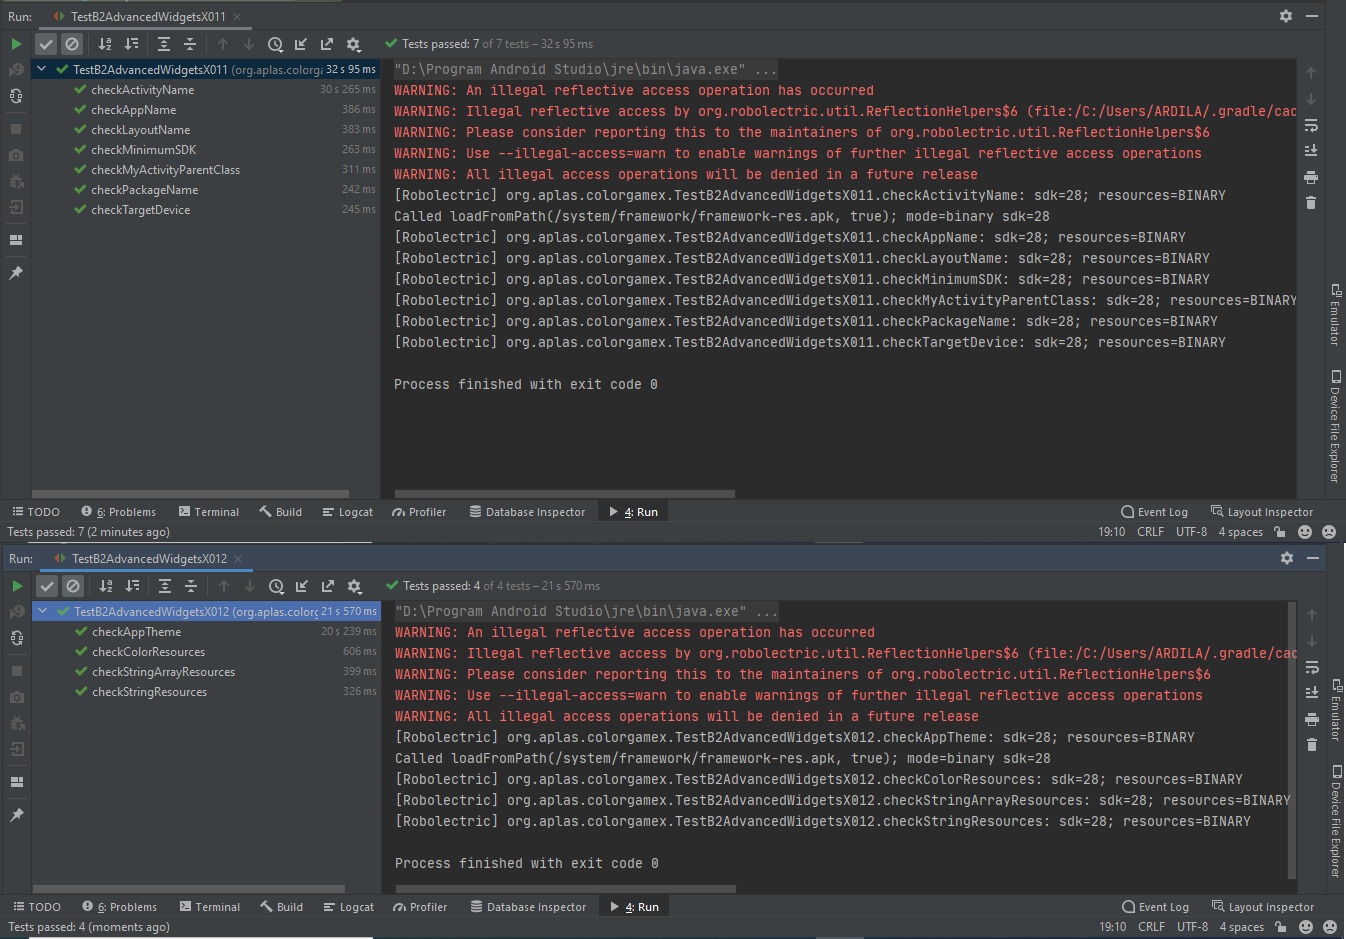 Run: TestB2AdvancedWidgetsX011
Tests passed: 7 of 7 tests – 32 s 95 ms
TestB2AdvancedWidgetsX011 (org.aplas.colorga 32 s 95 ms
checkActivityName 30 s 265 ms
checkAppName 386 ms
checkLayoutName 383 ms
checkMinimumSDK 263 ms
checkMyActivityParentClass 311 ms
checkPackageName 242 ms
checkTargetDevice 245 ms
"D:\Program Android Studio\jre\bin\java.exe" ...
WARNING: An illegal reflective access operation has occurred
WARNING: Illegal reflective access by org.robolectric.util.ReflectionHelpers$6 (file:/C:/Users/ARDILA/.gradle/cac
WARNING: Please consider reporting this to the maintainers of org.robolectric.util.ReflectionHelpers$6
WARNING: Use --illegal-access=warn to enable warnings of further illegal reflective access operations
WARNING: All illegal access operations will be denied in a future release
[Robolectric] org.aplas.colorgamex.TestB2AdvancedWidgetsX011.checkActivityName: sdk=28; resources=BINARY
Called loadFromPath(/system/framework/framework-res.apk, true); mode=binary sdk=28
[Robolectric] org.aplas.colorgamex.TestB2AdvancedWidgetsX011.checkAppName: sdk=28; resources=BINARY
[Robolectric] org.aplas.colorgamex.TestB2AdvancedWidgetsX011.checkLayoutName: sdk=28; resources=BINARY
[Robolectric] org.aplas.colorgamex.TestB2AdvancedWidgetsX011.checkMinimumSDK: sdk=28; resources=BINARY
[Robolectric] org.aplas.colorgamex.TestB2AdvancedWidgetsX011.checkMyActivityParentClass: sdk=28; resources=BINARY
[Robolectric] org.aplas.colorgamex.TestB2AdvancedWidgetsX011.checkPackageName: sdk=28; resources=BINARY
[Robolectric] org.aplas.colorgamex.TestB2AdvancedWidgetsX011.checkTargetDevice: sdk=28; resources=BINARY
Process finished with exit code 0
Emulator
Device File Explorer
TODO 6: Problems Terminal Build Logcat Profiler Database Inspector 4: Run Event Log Layout Inspector
Tests passed: 7 (2 minutes ago) 19:10 CRLF UTF-8 4 spaces
Run: TestB2AdvancedWidgetsX012
Tests passed: 4 of 4 tests – 21 s 570 ms
TestB2AdvancedWidgetsX012 (org.aplas.colorg 21 s 570 ms
checkAppTheme 20 s 239 ms
checkColorResources 606 ms
checkStringArrayResources 399 ms
checkStringResources 326 ms
"D:\Program Android Studio\jre\bin\java.exe" ...
WARNING: An illegal reflective access operation has occurred
WARNING: Illegal reflective access by org.robolectric.util.ReflectionHelpers$6 (file:/C:/Users/ARDILA/.gradle/cac
WARNING: Please consider reporting this to the maintainers of org.robolectric.util.ReflectionHelpers$6
WARNING: Use --illegal-access=warn to enable warnings of further illegal reflective access operations
WARNING: All illegal access operations will be denied in a future release
[Robolectric] org.aplas.colorgamex.TestB2AdvancedWidgetsX012.checkAppTheme: sdk=28; resources=BINARY
Called loadFromPath(/system/framework/framework-res.apk, true); mode=binary sdk=28
[Robolectric] org.aplas.colorgamex.TestB2AdvancedWidgetsX012.checkColorResources: sdk=28; resources=BINARY
[Robolectric] org.aplas.colorgamex.TestB2AdvancedWidgetsX012.checkStringArrayResources: sdk=28; resources=BINARY
[Robolectric] org.aplas.colorgamex.TestB2AdvancedWidgetsX012.checkStringResources: sdk=28; resources=BINARY
Process finished with exit code 0
Emulator
Device File Explorer
TODO 6: Problems Terminal Build Logcat Profiler Database Inspector 4: Run Event Log Layout Inspector
Tests passed: 4 (moments ago) 19:10 CRLF UTF-8 4 spaces